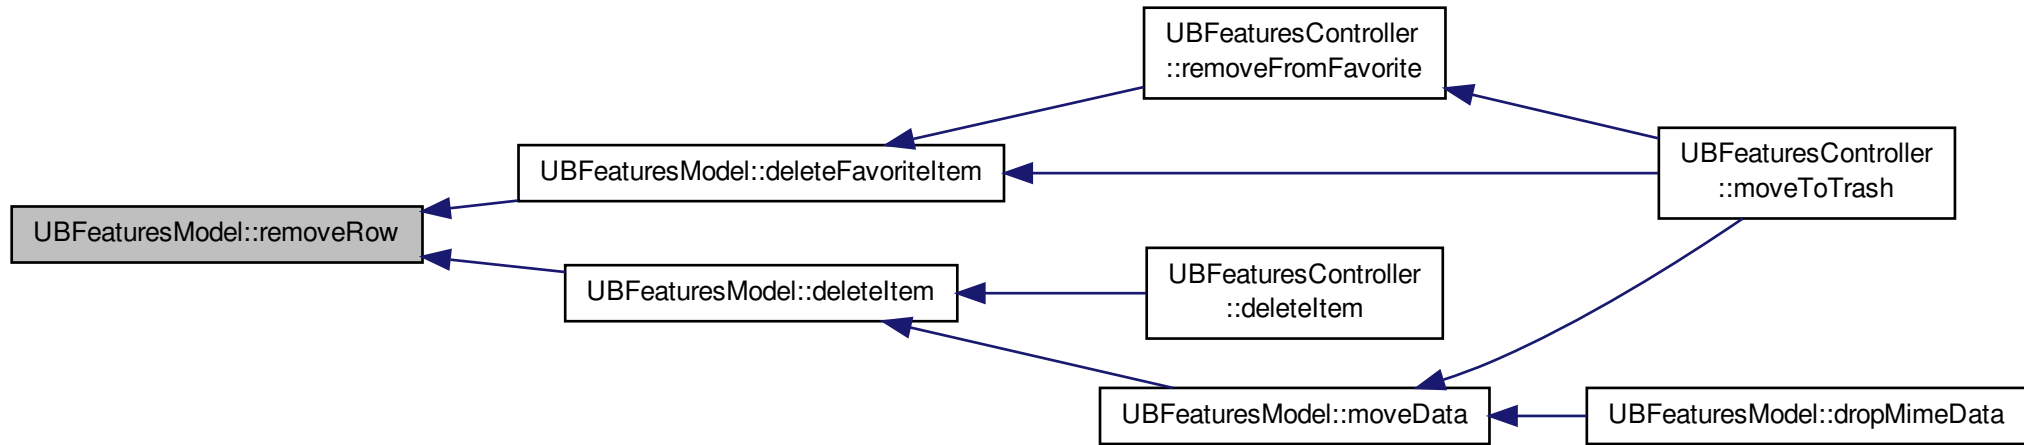 UBFeaturesModel::removeRow
UBFeaturesModel::deleteFavoriteItem
UBFeaturesModel::deleteItem
UBFeaturesController
::removeFromFavorite
UBFeaturesController
::moveToTrash
UBFeaturesController
::deleteItem
UBFeaturesModel::moveData
UBFeaturesModel::dropMimeData